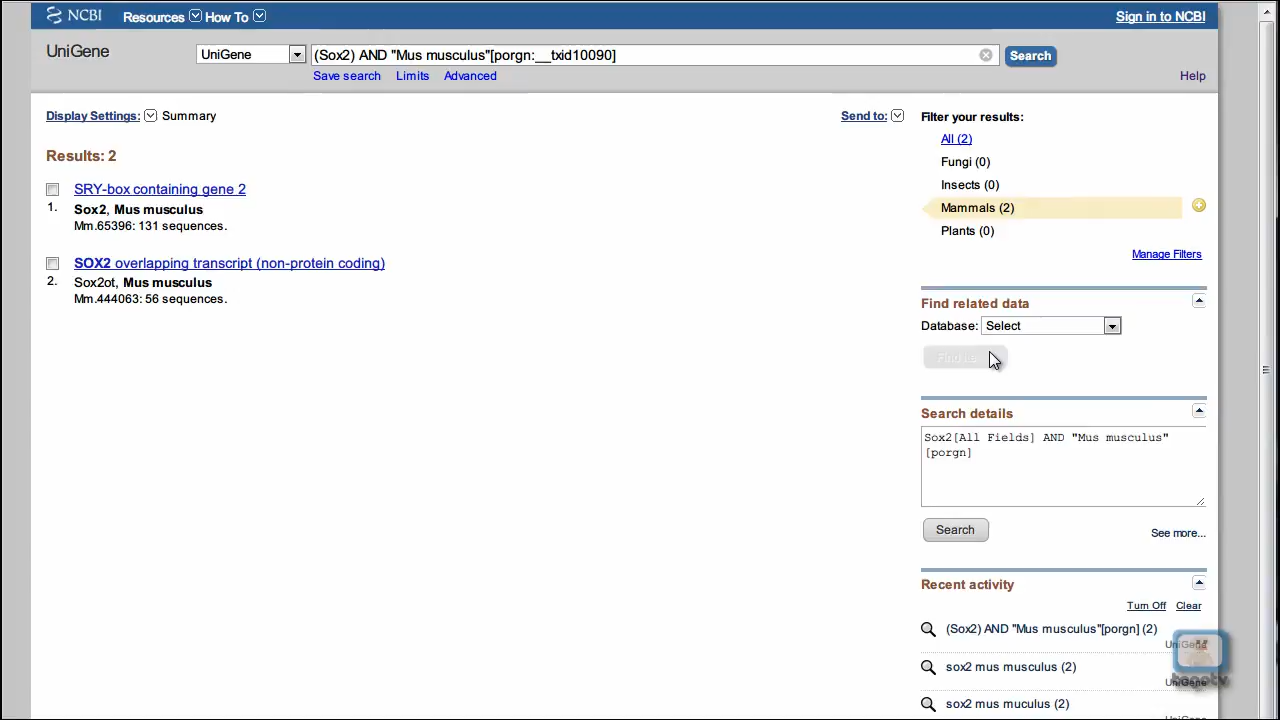 NCBI Resources How To Sign in to NCBI
UniGene UniGene (Sox2) AND "Mus musculus"[porgn:__txid10090] Search
Save search Limits Advanced Help
Display Settings: Summary Send to:
Results: 2
SRY-box containing gene 2
1. Sox2, Mus musculus
Mm.65396: 131 sequences.
SOX2 overlapping transcript (non-protein coding)
2. Sox2ot, Mus musculus
Mm.444063: 56 sequences.
Filter your results:
All (2)
Fungi (0)
Insects (0)
Mammals (2)
Plants (0)
Manage Filters
Find related data
Database: Select
Search details
Sox2[All Fields] AND "Mus musculus"
[porgn]
Search See more...
Recent activity
Turn Off Clear
(Sox2) AND "Mus musculus"[porgn] (2)
UniGene
sox2 mus musculus (2)
UniGene
sox2 mus muculus (2)